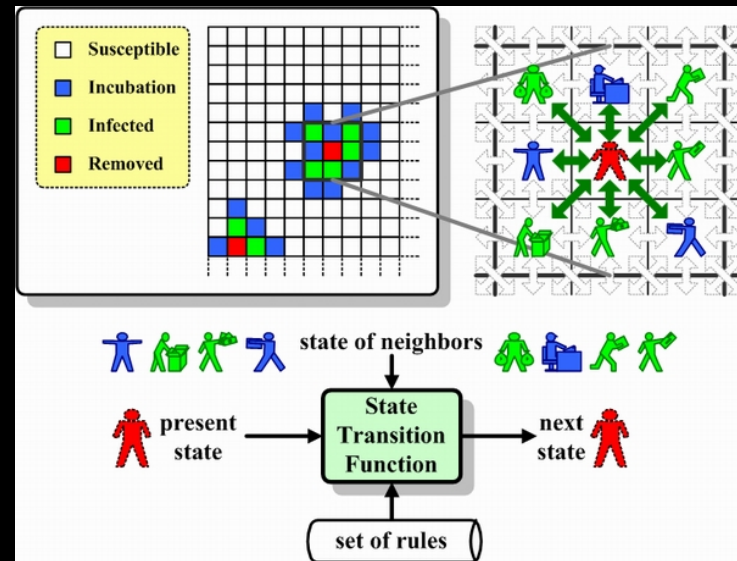 Susceptible
Incubation
Infected
Removed
state of neighbors
present
state
State
Transition
Function
next
state
set of rules